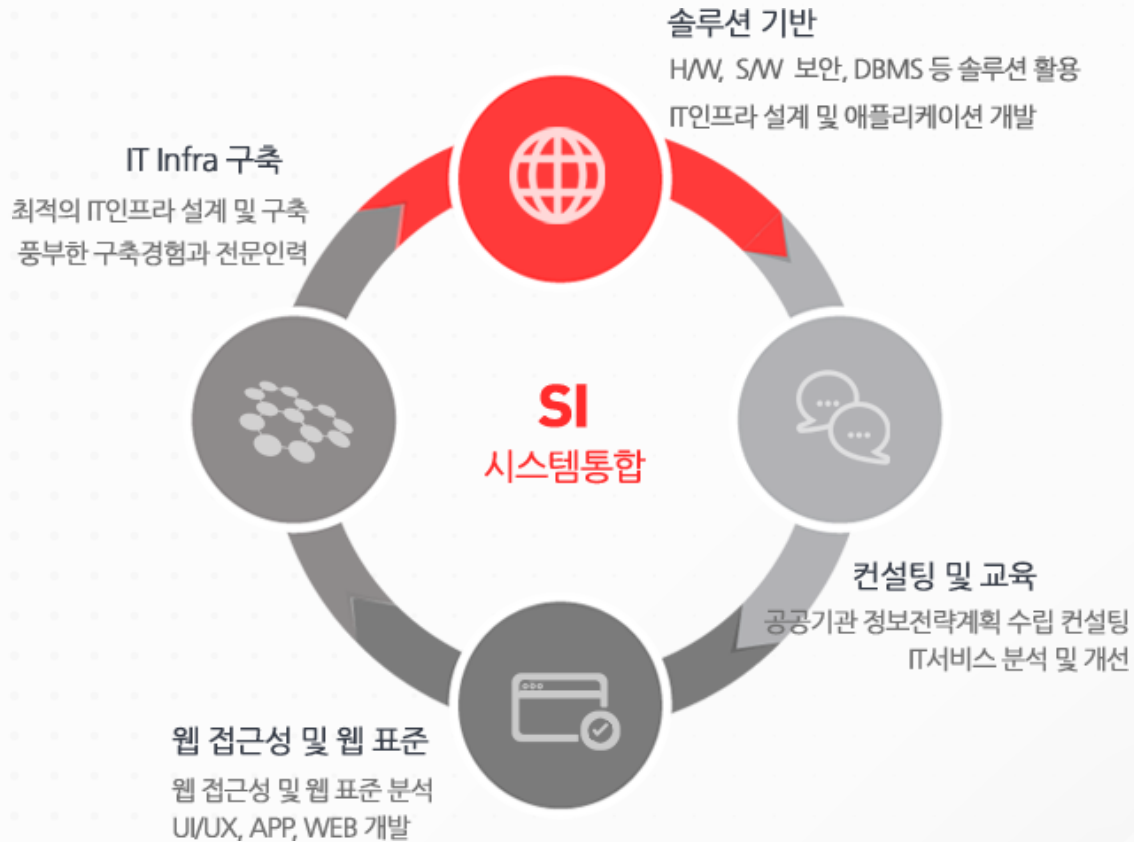 솔루션 기반
H/W, S/W 보안, DBMS 등 솔루션 활용
IT인프라 설계 및 애플리케이션 개발
IT Infra 구축
최적의 IT인프라 설계 및 구축
풍부한 구축경험과 전문인력
SI
시스템통합
컨설팅 및 교육
공공기관 정보전략계획 수립 컨설팅
IT서비스 분석 및 개선
웹 접근성 및 웹 표준
웹 접근성 및 웹 표준 분석
UI/UX, APP, WEB 개발